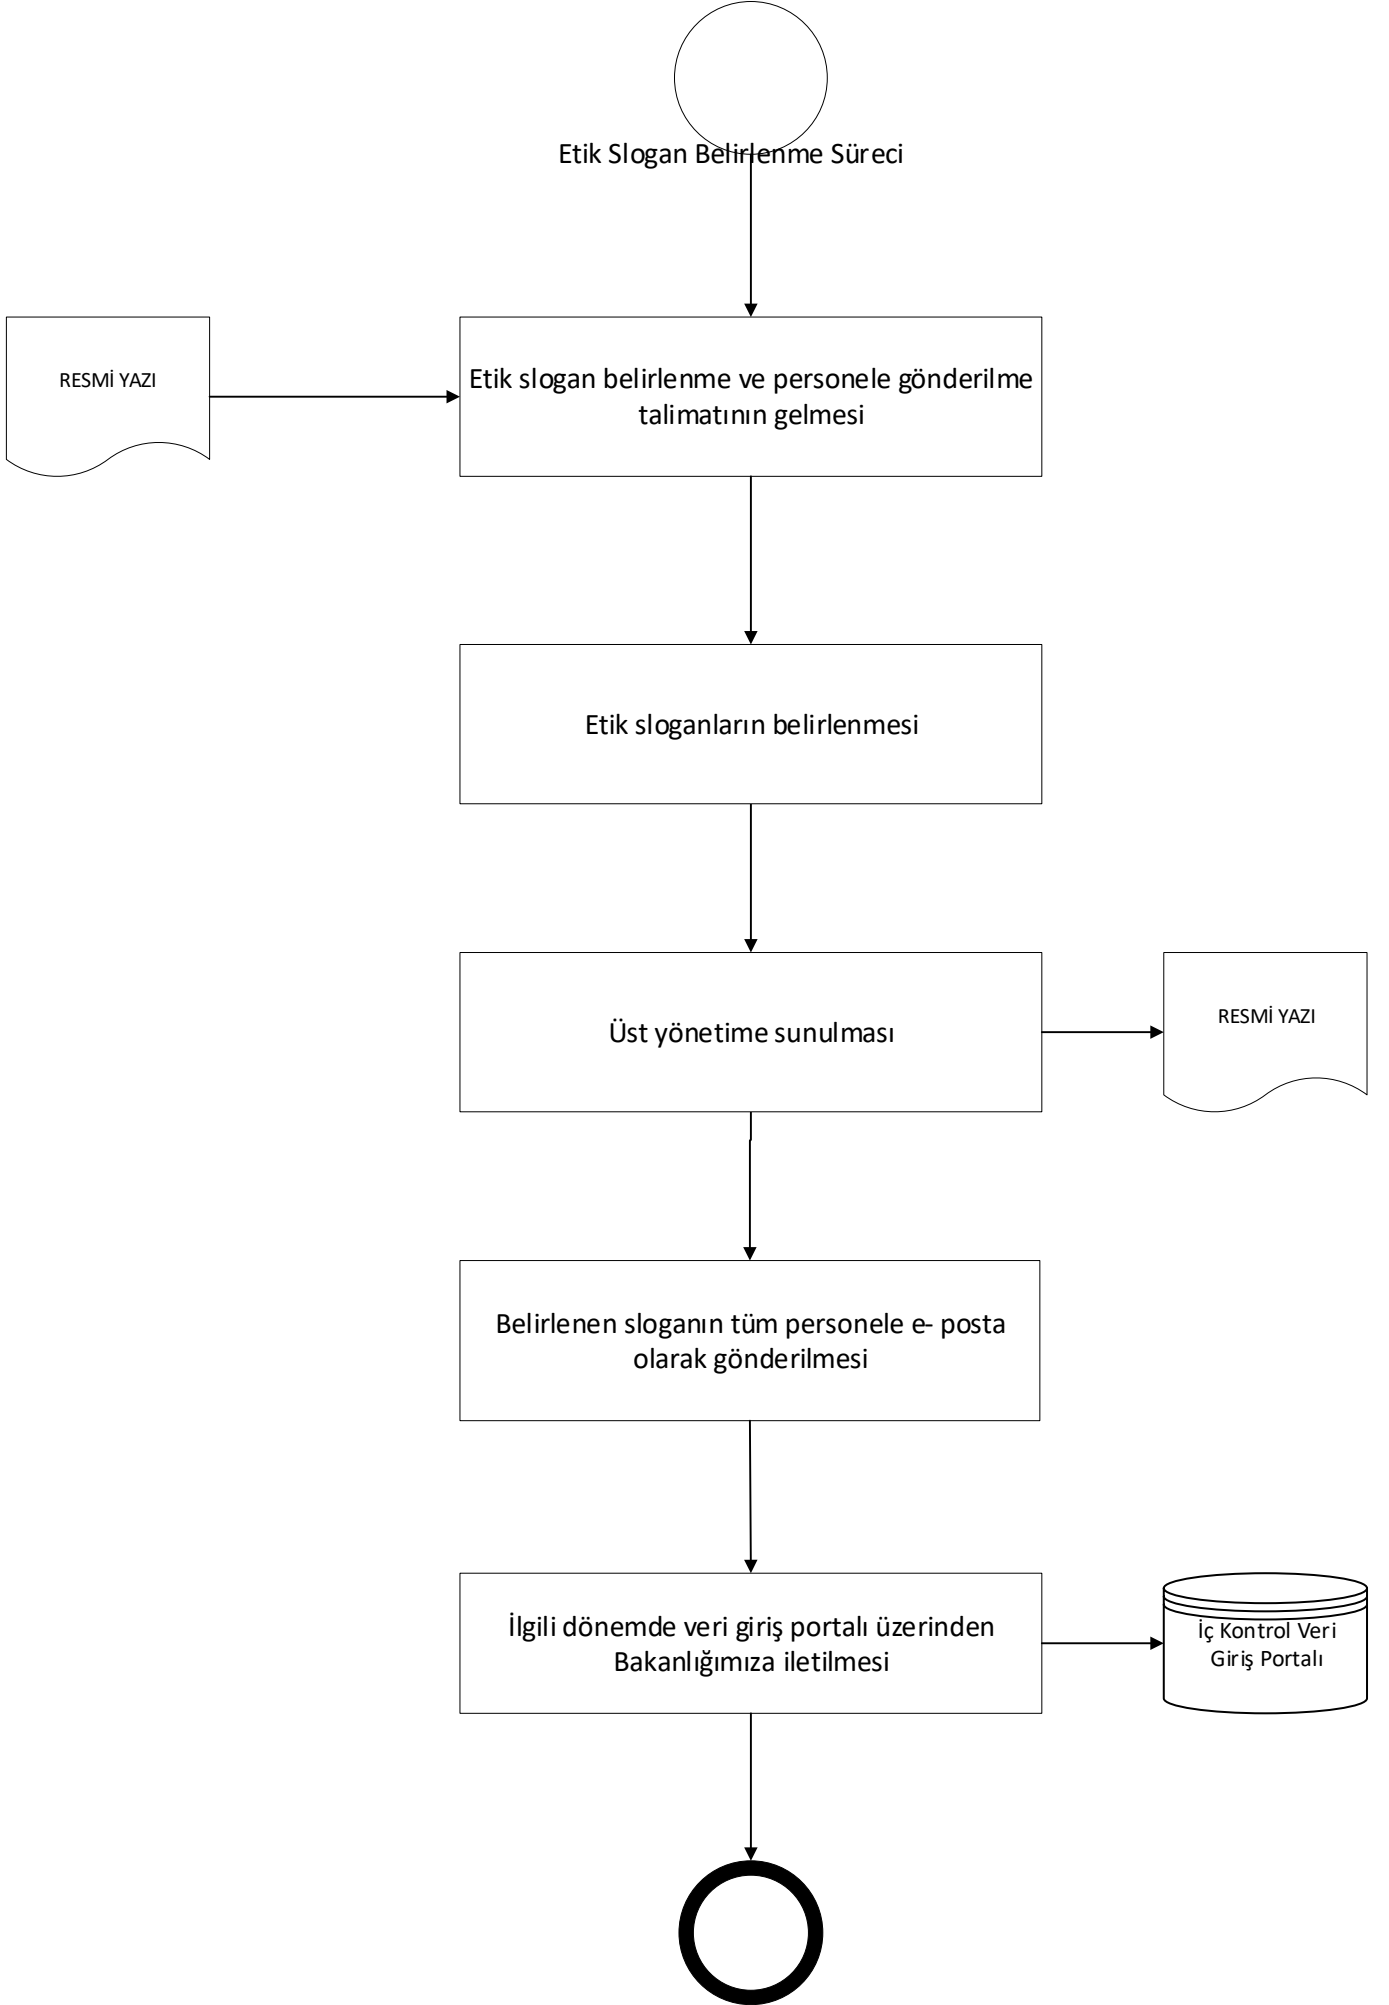 Etik Slogan Belirlenme Süreci
RESMİ YAZI
Etik slogan belirlenme ve personele gönderilme
talimatının gelmesi
Etik sloganların belirlenmesi
Üst yönetime sunulması
RESMİ YAZI
Belirlenen sloganın tüm personele e- posta
olarak gönderilmesi
İlgili dönemde veri giriş portalı üzerinden
Bakanlığımıza iletilmesi
İç Kontrol Veri
Giriş Portalı